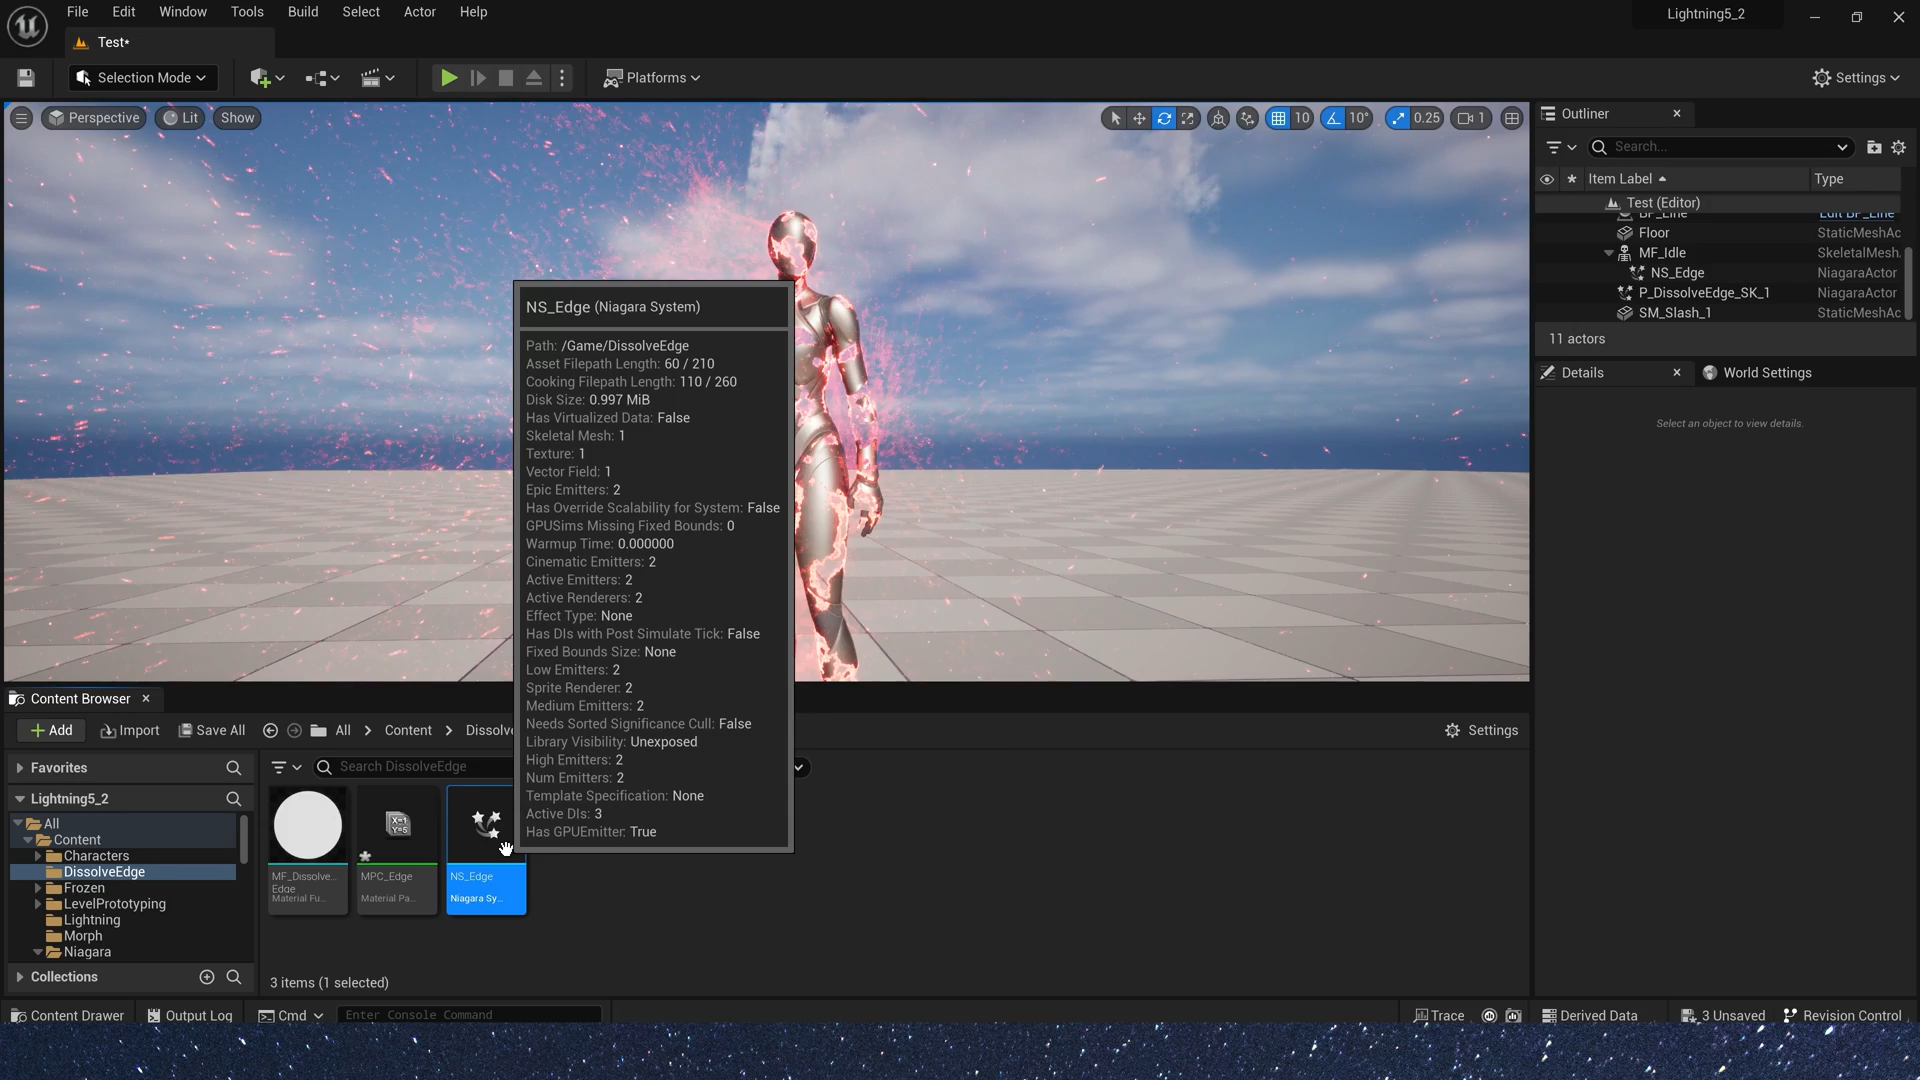 File Edit Window Tools Build Select Actor Help
Lightning5_2
Test*
Selection Mode
Platforms
Settings
Perspective
Lit
Show
10
10°
0.25
1
Outliner
Search...
Item Label
Type
Test (Editor)
BP_Line Edit BP_Line
Floor StaticMeshAc
MF_Idle SkeletalMesh
NS_Edge NiagaraActor
P_DissolveEdge_SK_1 NiagaraActor
SM_Slash_1 StaticMeshAc
11 actors
Details
World Settings
Select an object to view details.
NS_Edge (Niagara System)
Path: /Game/DissolveEdge
Asset Filepath Length: 60 / 210
Cooking Filepath Length: 110 / 260
Disk Size: 0.997 MiB
Has Virtualized Data: False
Skeletal Mesh: 1
Texture: 1
Vector Field: 1
Epic Emitters: 2
Has Override Scalability for System: False
GPUSims Missing Fixed Bounds: 0
Warmup Time: 0.000000
Cinematic Emitters: 2
Active Emitters: 2
Active Renderers: 2
Effect Type: None
Has DIs with Post Simulate Tick: False
Fixed Bounds Size: None
Low Emitters: 2
Sprite Renderer: 2
Medium Emitters: 2
Needs Sorted Significance Cull: False
Library Visibility: Unexposed
High Emitters: 2
Num Emitters: 2
Template Specification: None
Active DIs: 3
Has GPUEmitter: True
Content Browser
Add
Import
Save All
All
Content
Dissolv
Settings
Favorites
Lightning5_2
All
Content
Characters
DissolveEdge
Frozen
LevelPrototyping
Lightning
Morph
Niagara
Collections
Search DissolveEdge
MF_Dissolve...
Edge
Material Fu...
MPC_Edge
Material Pa...
NS_Edge
Niagara Sy...
X=1
Y=5
3 items (1 selected)
Content Drawer
Output Log
Cmd
Enter Console Command
Trace
Derived Data
3 Unsaved
Revision Control